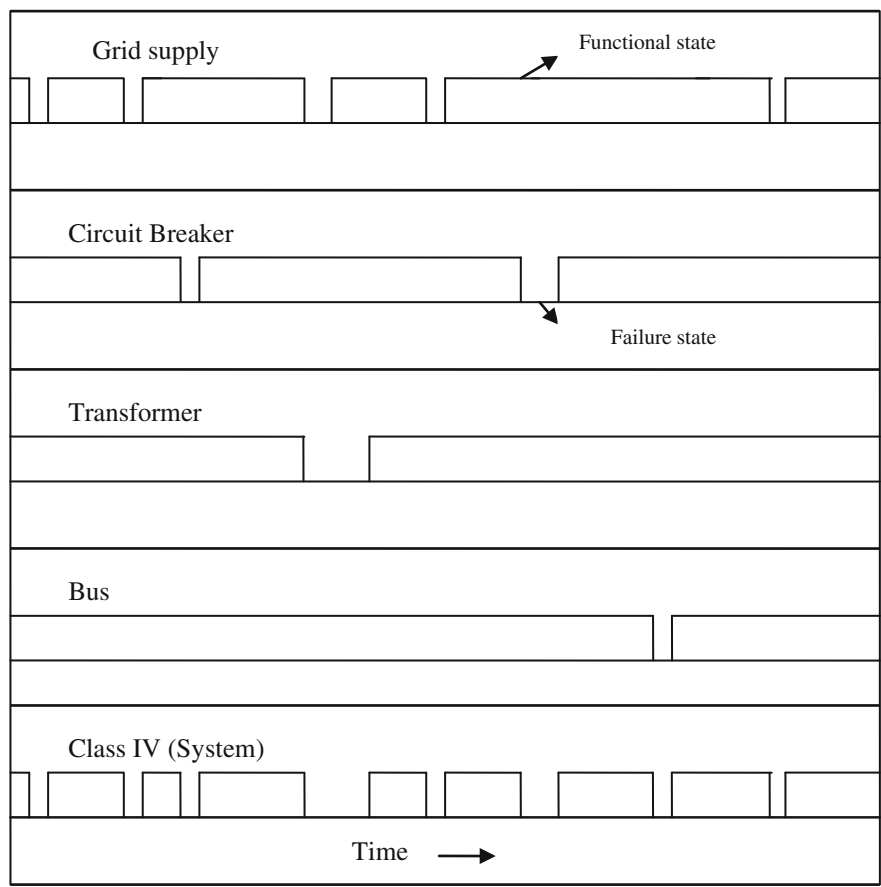 Grid supply
Functional state
Circuit Breaker
Failure state
Transformer
Bus
Class IV (System)
Time